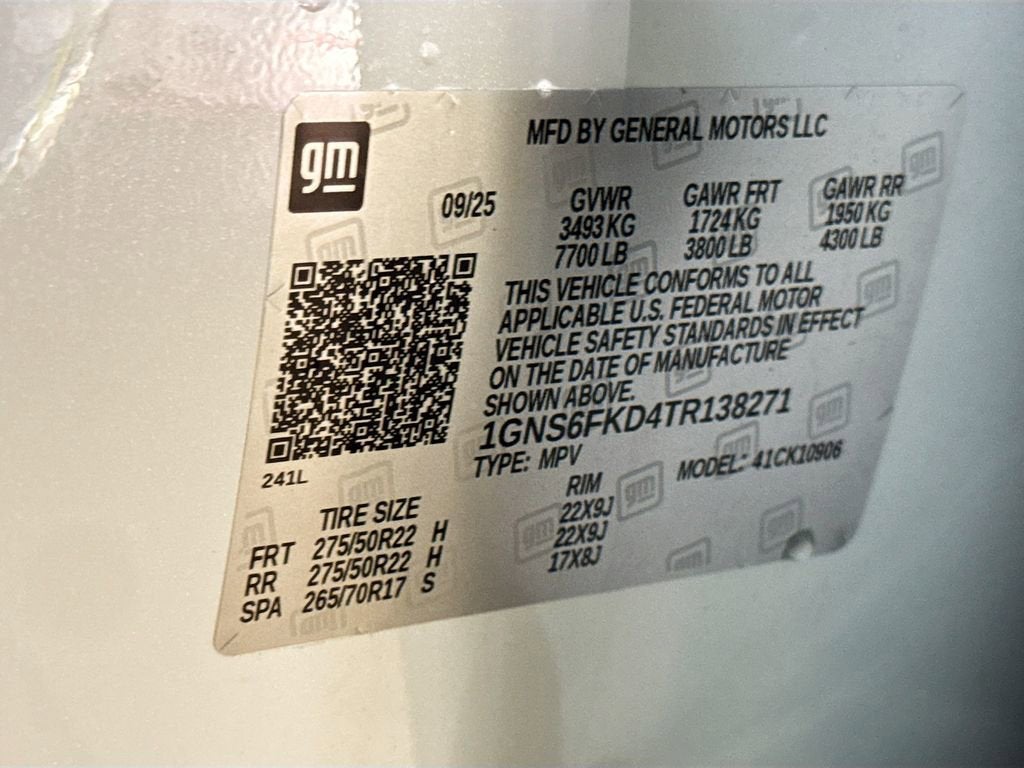 gm
MFD BY GENERAL MOTORS LLC
09/25
GVWR GAWR FRT GAWR RR
3493 KG 1724 KG 1950 KG
7700 LB 3800 LB 4300 LB
THIS VEHICLE CONFORMS TO ALL
APPLICABLE U.S. FEDERAL MOTOR
VEHICLE SAFETY STANDARDS IN EFFECT
ON THE DATE OF MANUFACTURE
SHOWN ABOVE.
1GNS6FKD4TR138271
TYPE: MPV MODEL: 41CK10906
241L
TIRE SIZE RIM
FRT 275/50R22 H 22X9J
RR 275/50R22 H 22X9J
SPA 265/70R17 S 17X8J